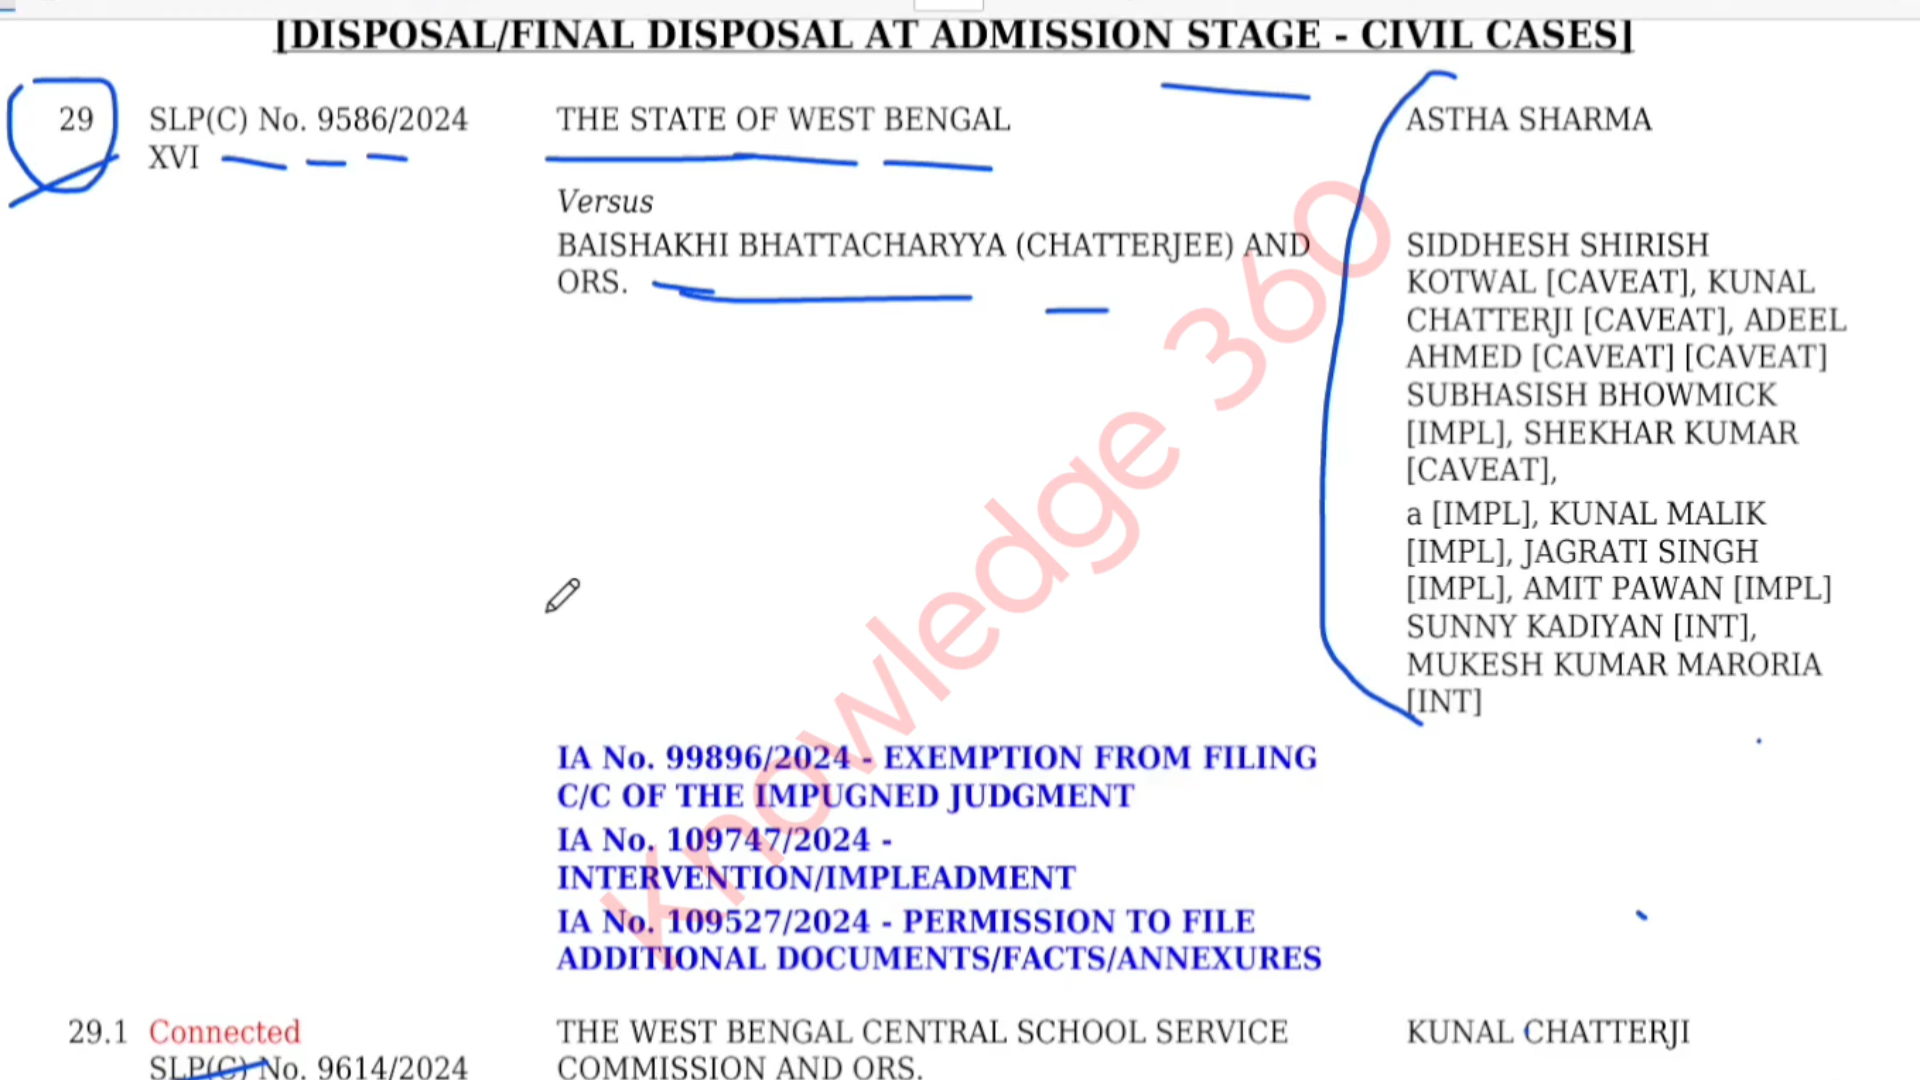 [DISPOSAL/FINAL DISPOSAL AT ADMISSION STAGE - CIVIL CASES]
29 SLP(C) No. 9586/2024 THE STATE OF WEST BENGAL ASTHA SHARMA
XVI
Versus
BAISHAKHI BHATTACHARYYA (CHATTERJEE) AND SIDDHESH SHIRISH
ORS. KOTWAL [CAVEAT], KUNAL
CHATTERJI [CAVEAT], ADEEL
AHMED [CAVEAT] [CAVEAT]
SUBHASISH BHOWMICK
[IMPL], SHEKHAR KUMAR
[CAVEAT],
a [IMPL], KUNAL MALIK
[IMPL], JAGRATI SINGH
[IMPL], AMIT PAWAN [IMPL]
SUNNY KADIYAN [INT],
MUKESH KUMAR MARORIA
[INT]
Knowledge 360
IA No. 99896/2024 - EXEMPTION FROM FILING
C/C OF THE IMPUGNED JUDGMENT
IA No. 109747/2024 -
INTERVENTION/IMPLEADMENT
IA No. 109527/2024 - PERMISSION TO FILE
ADDITIONAL DOCUMENTS/FACTS/ANNEXURES
29.1 Connected THE WEST BENGAL CENTRAL SCHOOL SERVICE KUNAL CHATTERJI
SLP(C) No. 9614/2024 COMMISSION AND ORS.